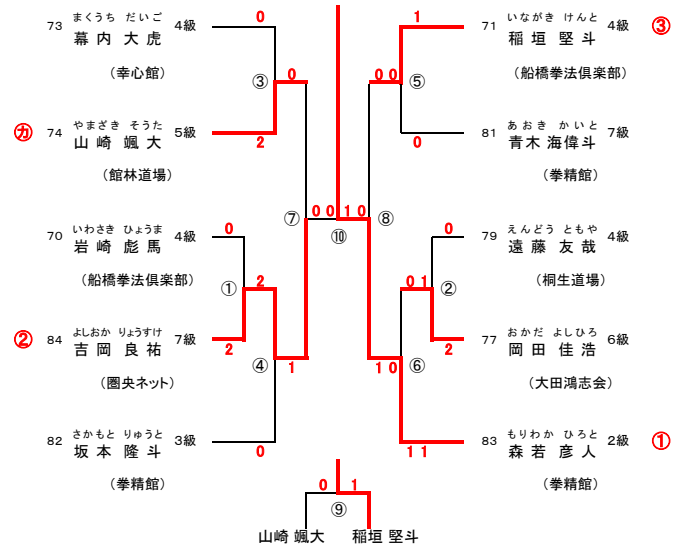 まくうち だいご
73 幕内 大虎 4級
(幸心館)
0
③
0
㋕
やまざき そうた
74 山崎 颯大 5級
2
(館林道場)
⑦
0 0 1 0
⑩
⑧
いわさき ひょうま
70 岩崎 彪馬 4級
0
(船橋拳法倶楽部)
①
2
②
よしおか りょうすけ
84 吉岡 良祐 7級
2
④
1
(圏央ネット)
さかもと りゅうと
82 坂本 隆斗 3級
0
(拳精館)
1
いながき けんと
71 稲垣 堅斗 4級
③
0 0
⑤
(船橋拳法倶楽部)
あおき かいと
81 青木 海偉斗 7級
0
(拳精館)
えんどう ともや
79 遠藤 友哉 4級
0
(桐生道場)
0 1
②
おかだ よしひろ
77 岡田 佳浩 6級
2
1 0
⑥
(大田鴻志会)
もりわか ひろと
83 森若 彦人 2級
①
1 1
(拳精館)
0 1
⑨
山崎 颯大 稲垣 堅斗